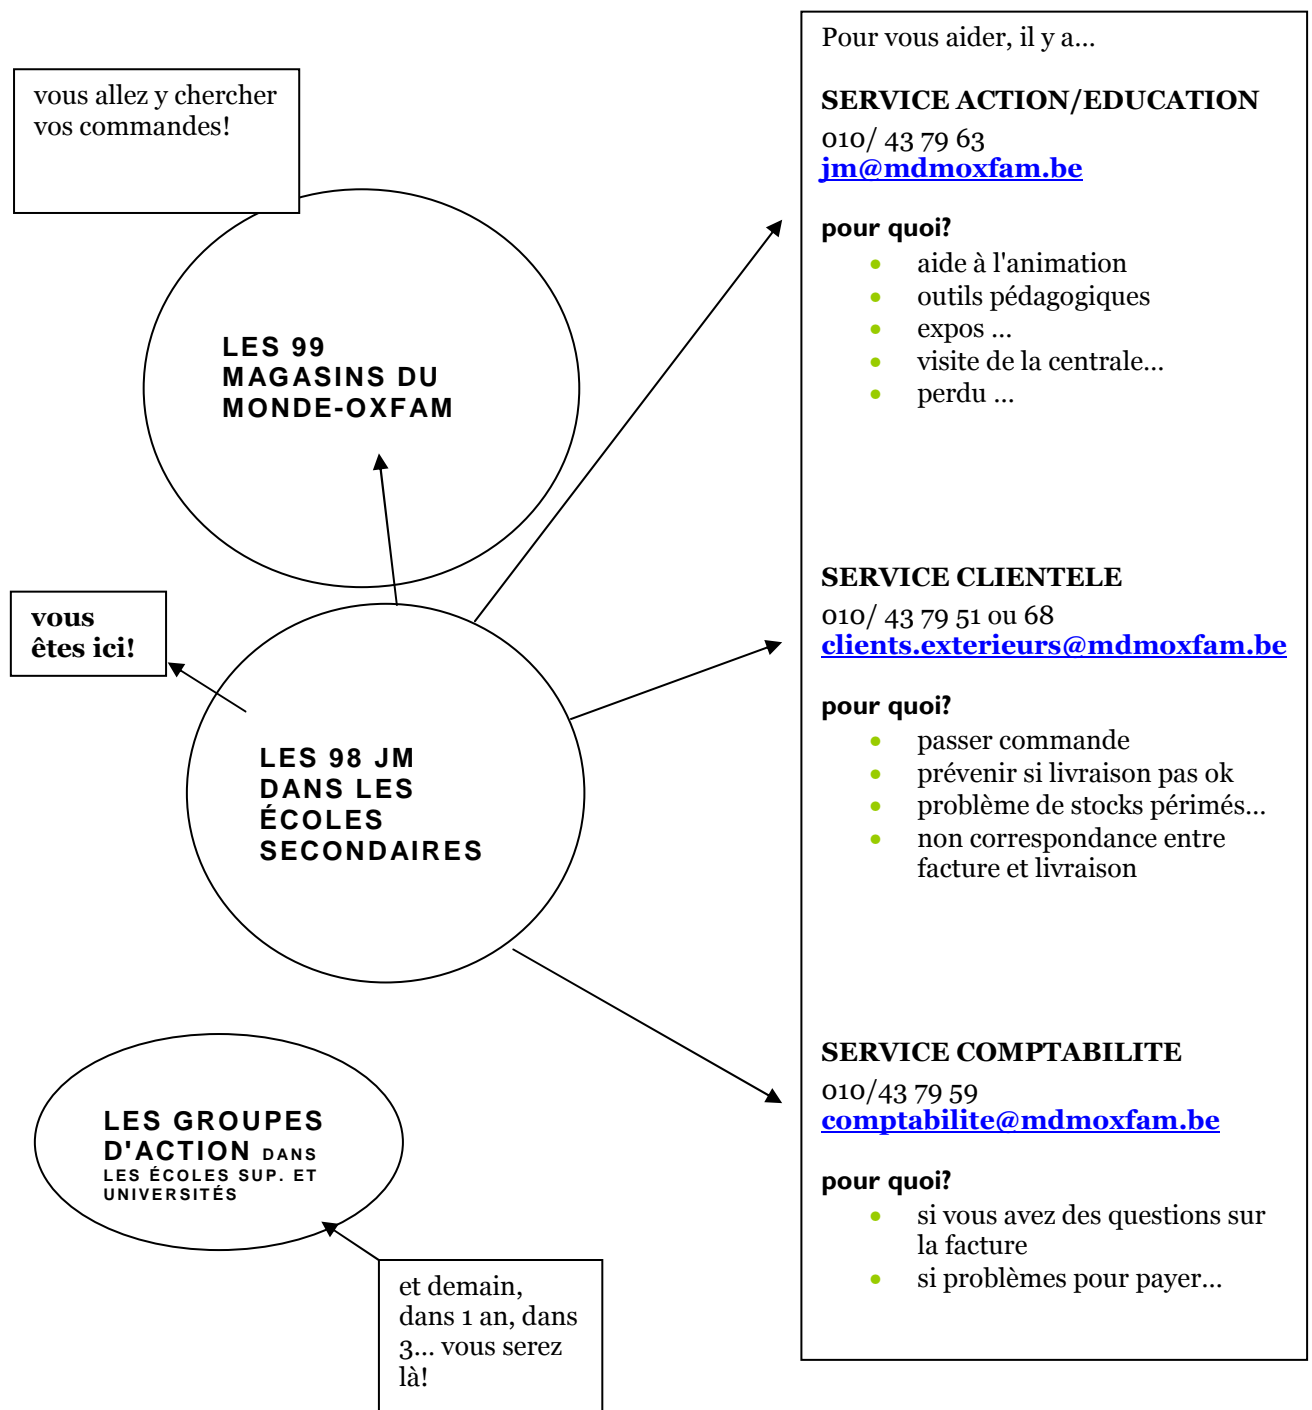 vous allez y chercher
vos commandes!
LES 99
MAGASINS DU
MONDE-OXFAM
vous
êtes ici!
LES 98 JM
DANS LES
ÉCOLES
SECONDAIRES
LES GROUPES
D'ACTION DANS
LES ÉCOLES SUP. ET
UNIVERSITÉS
et demain,
dans 1 an, dans
3... vous serez
là!
Pour vous aider, il y a...
SERVICE ACTION/EDUCATION
010/ 43 79 63
jm@mdmoxfam.be
pour quoi?
• aide à l'animation
• outils pédagogiques
• expos ...
• visite de la centrale...
• perdu ...
SERVICE CLIENTELE
010/ 43 79 51 ou 68
clients.exterieurs@mdmoxfam.be
pour quoi?
• passer commande
• prévenir si livraison pas ok
• problème de stocks périmés...
• non correspondance entre
facture et livraison
SERVICE COMPTABILITE
010/43 79 59
comptabilite@mdmoxfam.be
pour quoi?
• si vous avez des questions sur
la facture
• si problèmes pour payer...